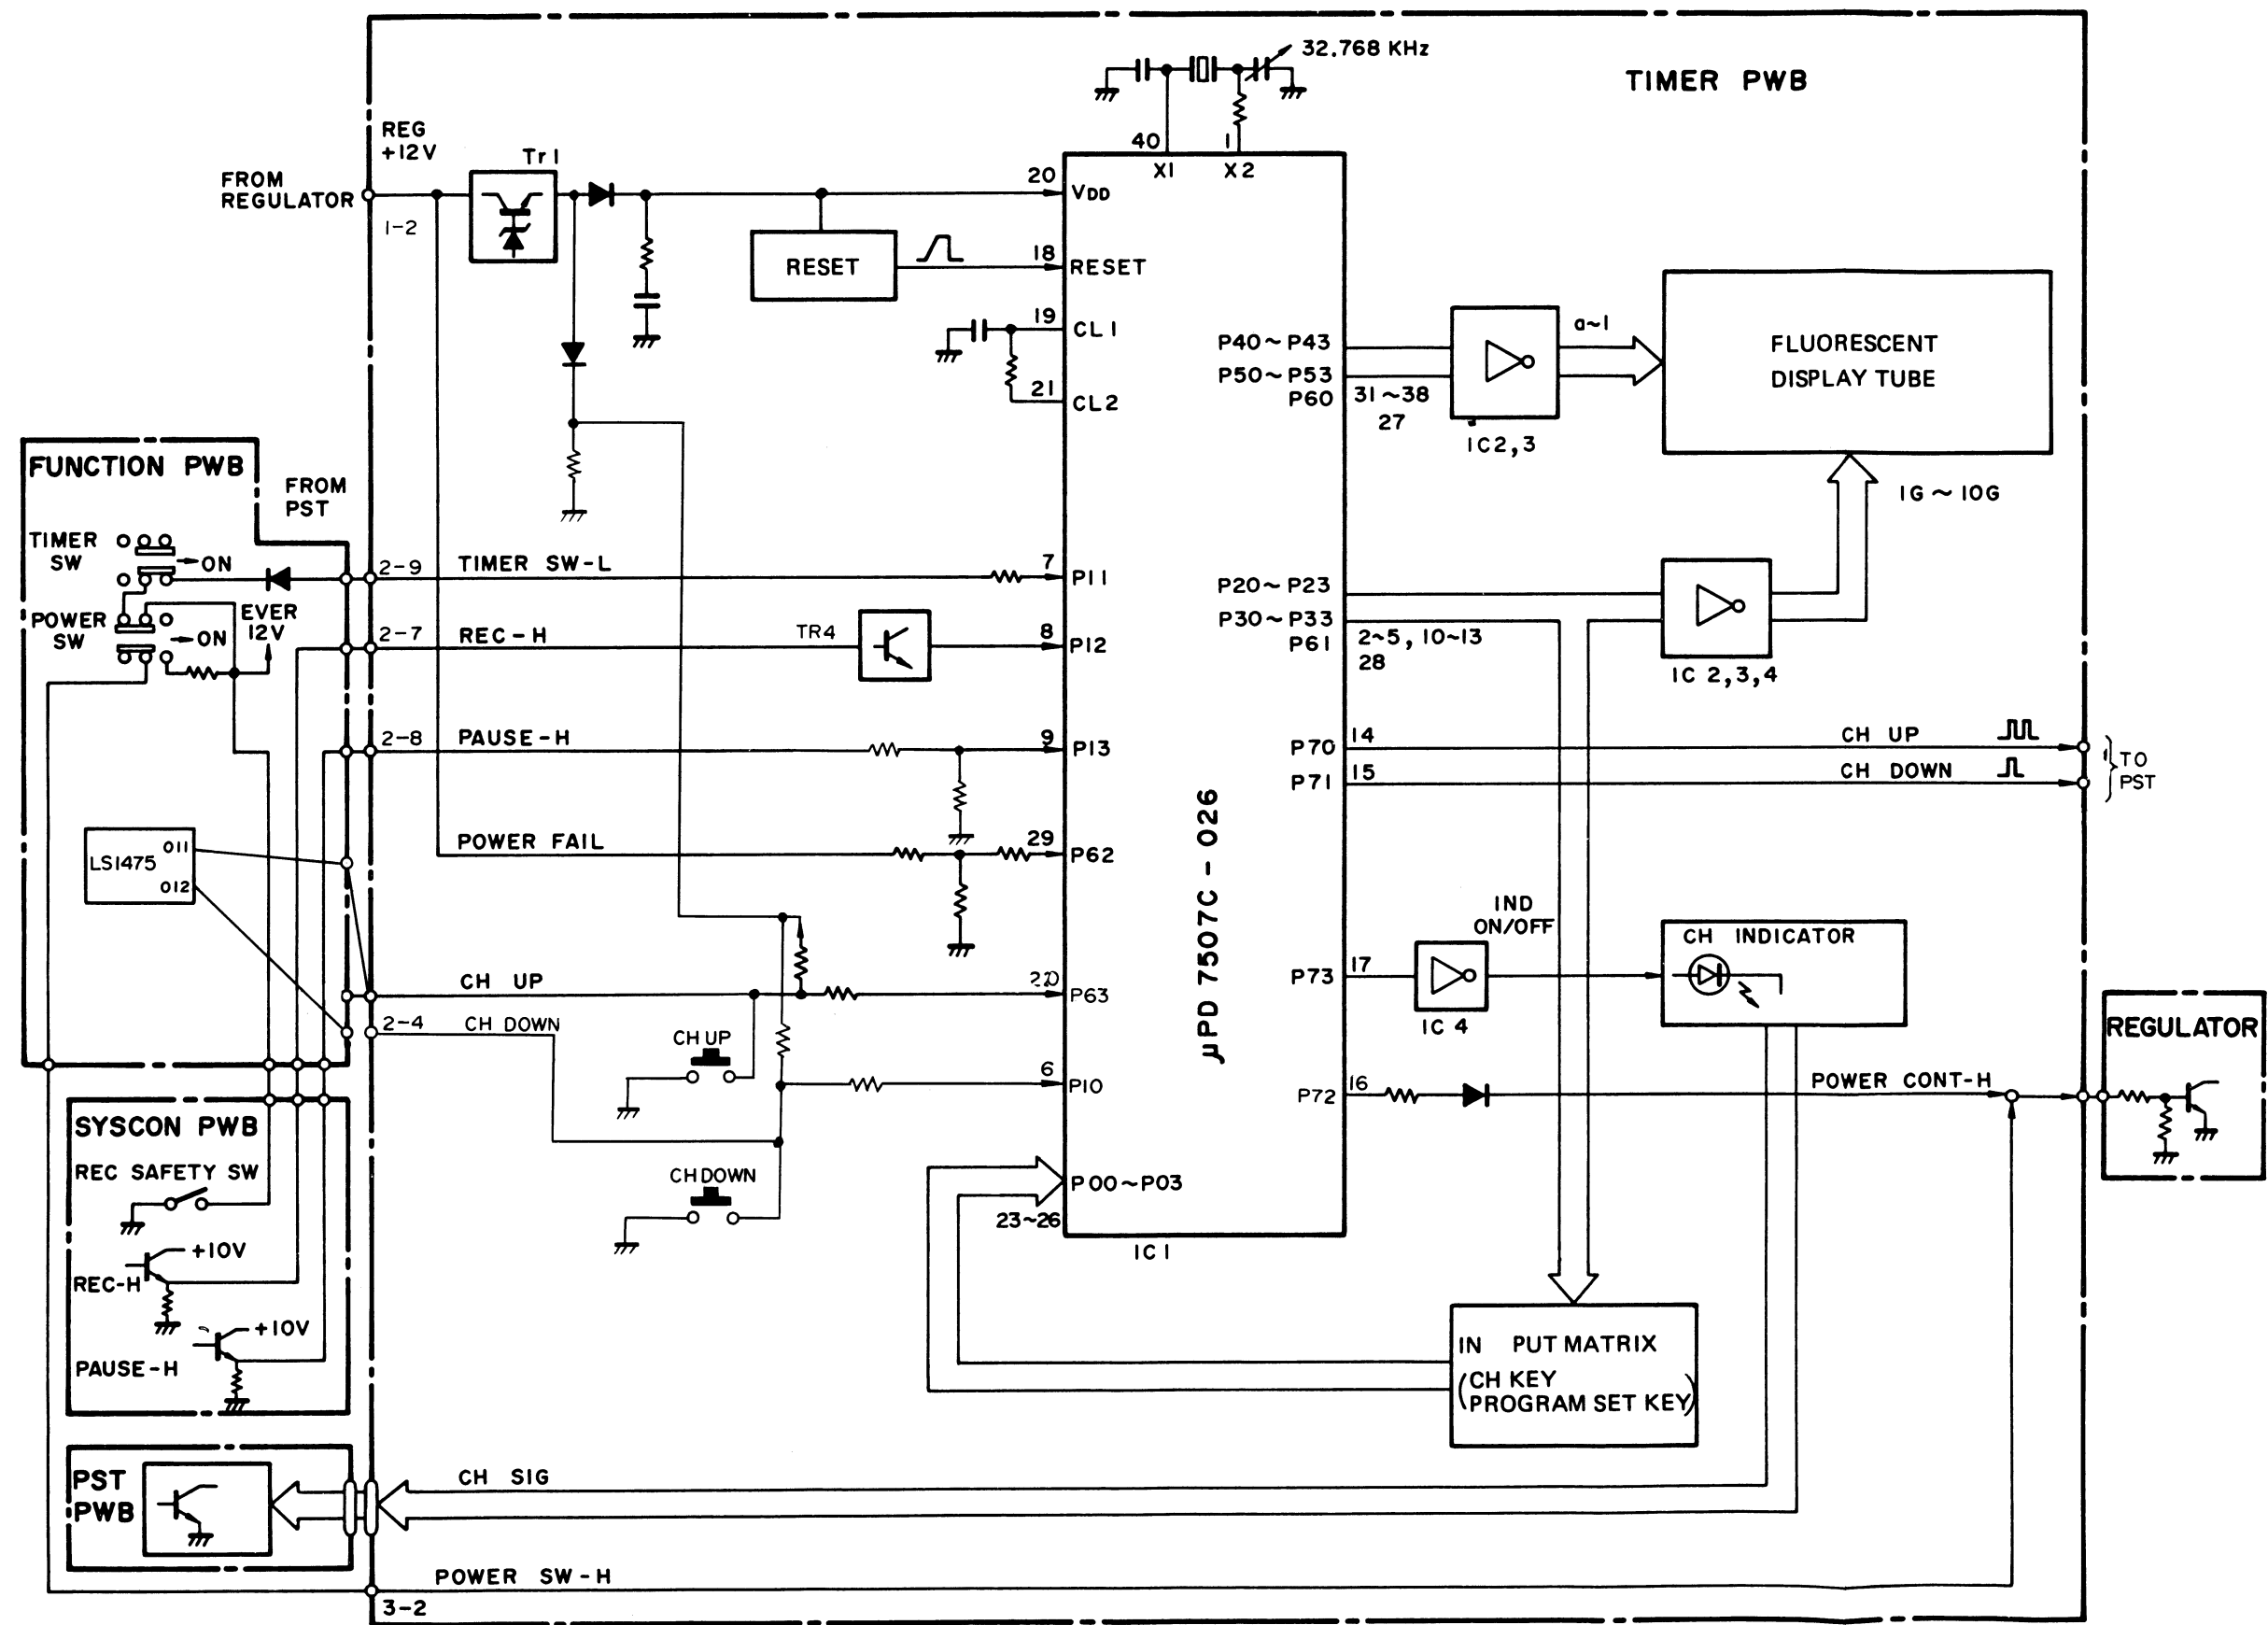 32.768 KHz
TIMER PWB
REG
+12V
Tr1
40
1
X1
X2
FROM
REGULATOR
1-2
20
VDD
RESET
18
RESET
19
CL1
21
CL2
P40~P43
P50~P53
P60
31~38
27
IC2,3
a~l
FLUORESCENT
DISPLAY TUBE
1G~10G
FUNCTION PWB
FROM
PST
TIMER
SW
ON
POWER
SW
ON
EVER
12V
2-9
TIMER SW-L
7
P11
2-7
REC-H
TR4
8
P12
2-8
PAUSE-H
9
P13
POWER FAIL
29
P62
P20~P23
P30~P33
P61
2~5, 10~13
28
IC 2,3,4
P70
14
CH UP
P71
15
CH DOWN
TO
PST
LS1475
011
012
CH UP
P63
2-4
CH DOWN
CH UP
6
P10
CH DOWN
P00~P03
23~26
μPD 7507C-026
IC1
P73
17
IC 4
IND
ON/OFF
CH INDICATOR
P72
16
POWER CONT-H
REGULATOR
SYSCON PWB
REC SAFETY SW
+10V
REC-H
+10V
PAUSE-H
IN PUT MATRIX
(CH KEY
PROGRAM SET KEY)
PST
PWB
CH SIG
POWER SW-H
3-2